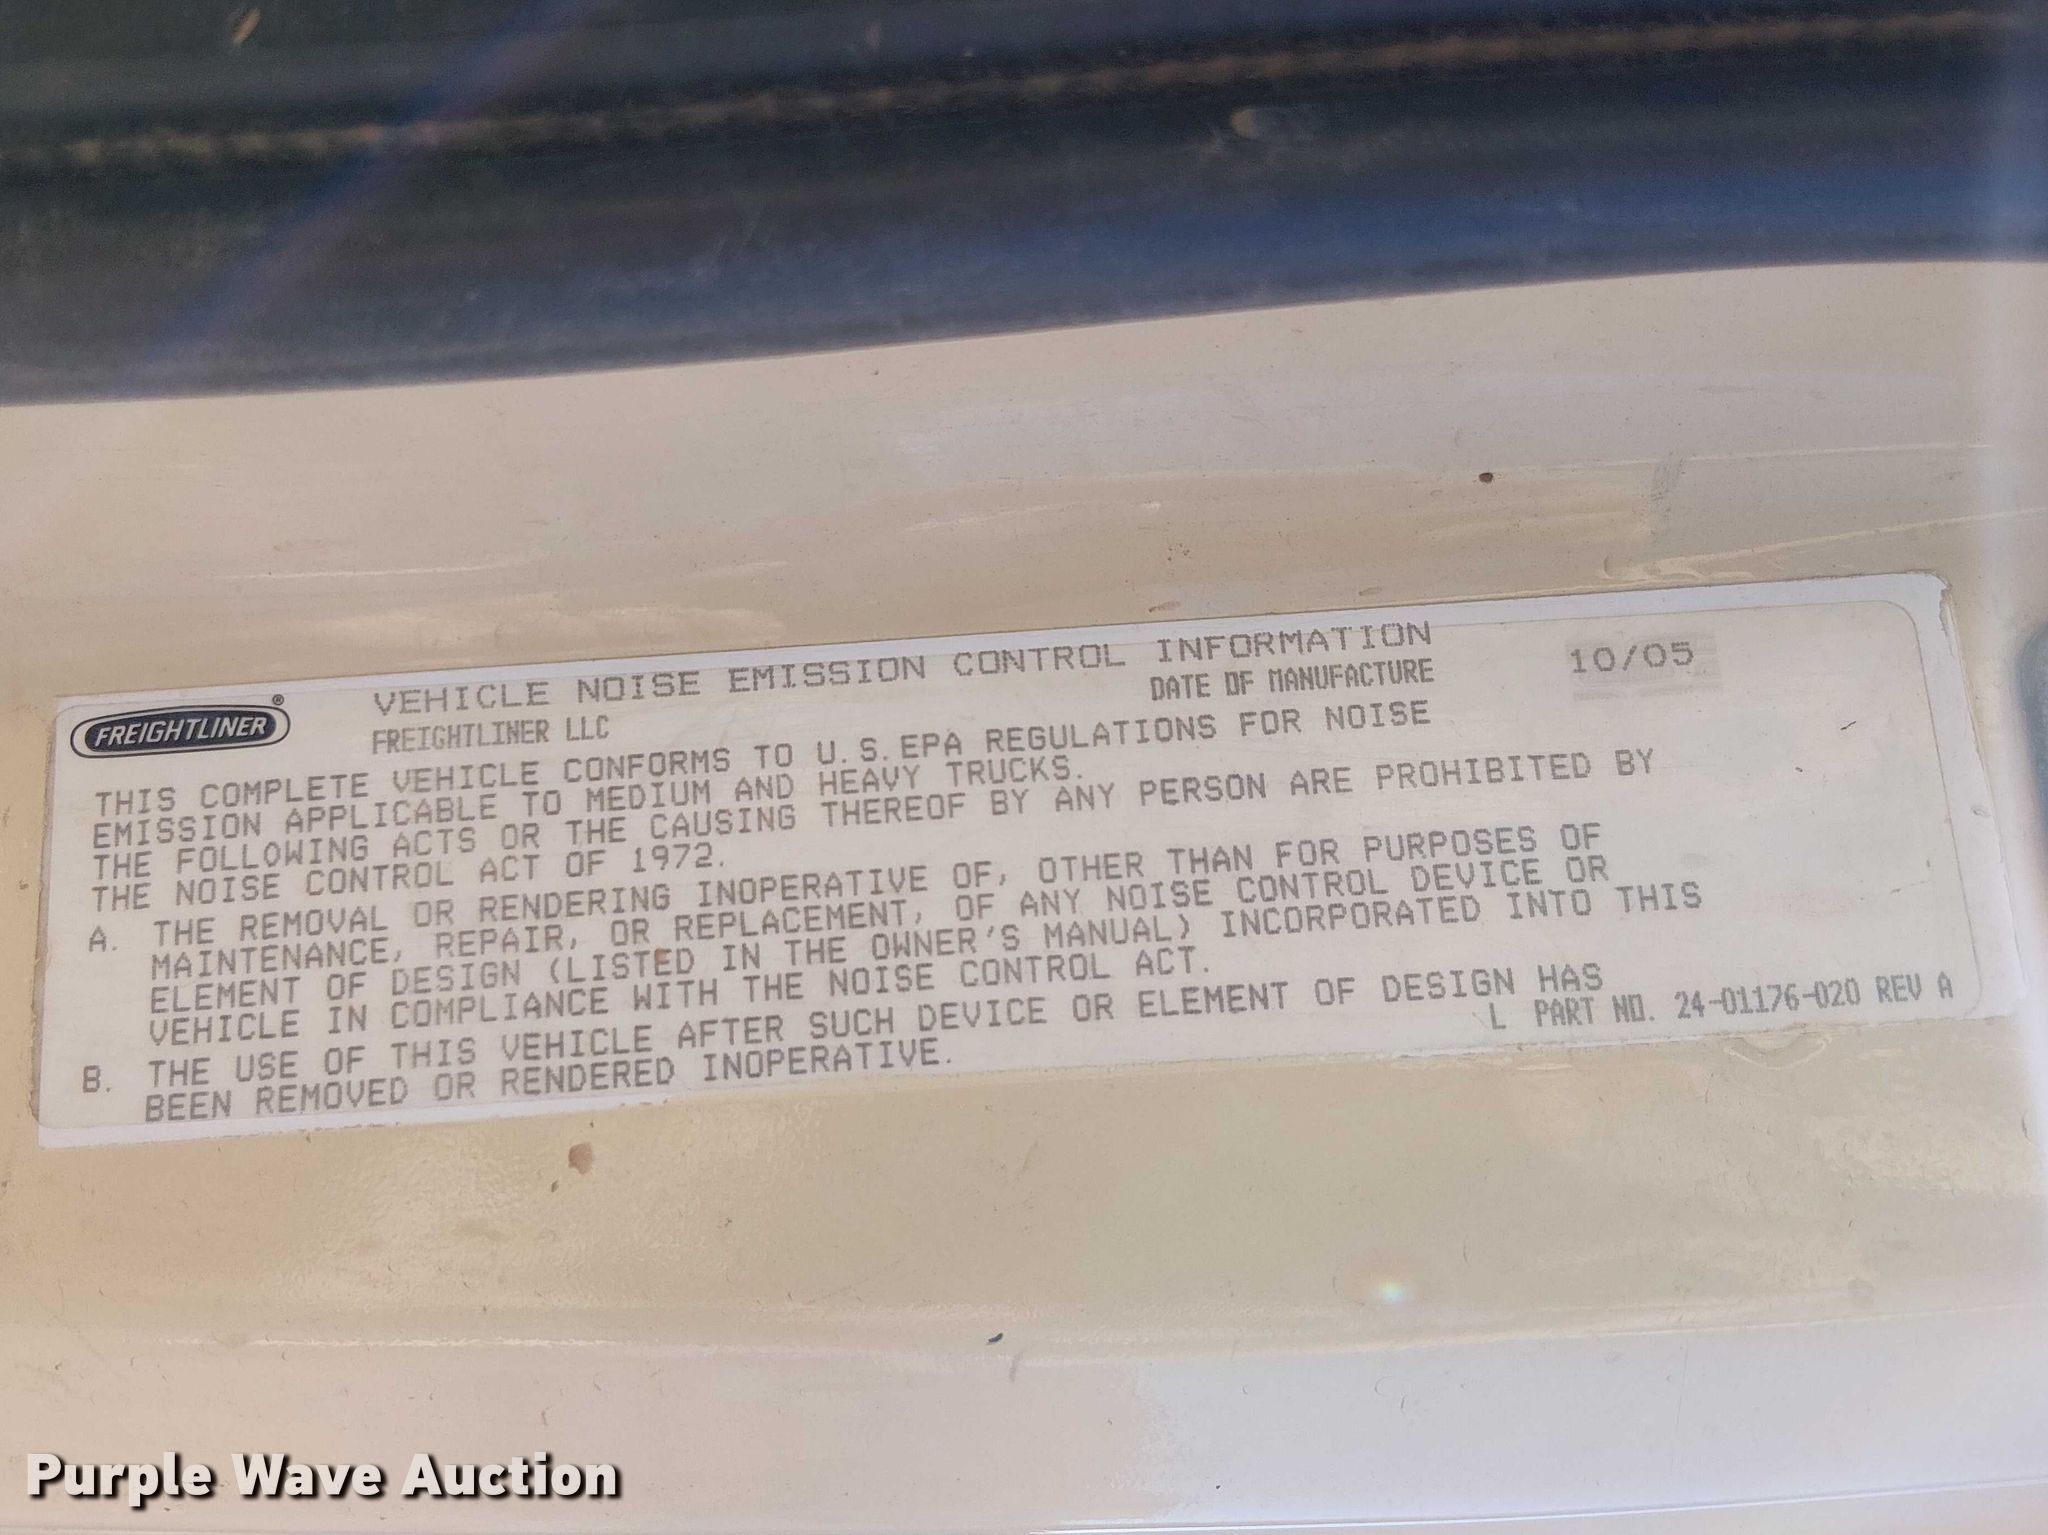 FREIGHTLINER®
VEHICLE NOISE EMISSION CONTROL INFORMATION
FREIGHTLINER LLC DATE OF MANUFACTURE 10/05
THIS COMPLETE VEHICLE CONFORMS TO U.S. EPA REGULATIONS FOR NOISE
EMISSION APPLICABLE TO MEDIUM AND HEAVY TRUCKS.
THE FOLLOWING ACTS OR THE CAUSING THEREOF BY ANY PERSON ARE PROHIBITED BY
THE NOISE CONTROL ACT OF 1972.
A. THE REMOVAL OR RENDERING INOPERATIVE OF, OTHER THAN FOR PURPOSES OF
MAINTENANCE, REPAIR, OR REPLACEMENT, OF ANY NOISE CONTROL DEVICE OR
ELEMENT OF DESIGN (LISTED IN THE OWNER'S MANUAL) INCORPORATED INTO THIS
VEHICLE IN COMPLIANCE WITH THE NOISE CONTROL ACT.
B. THE USE OF THIS VEHICLE AFTER SUCH DEVICE OR ELEMENT OF DESIGN HAS
BEEN REMOVED OR RENDERED INOPERATIVE.
L PART NO. 24-01176-020 REV A
Purple Wave Auction